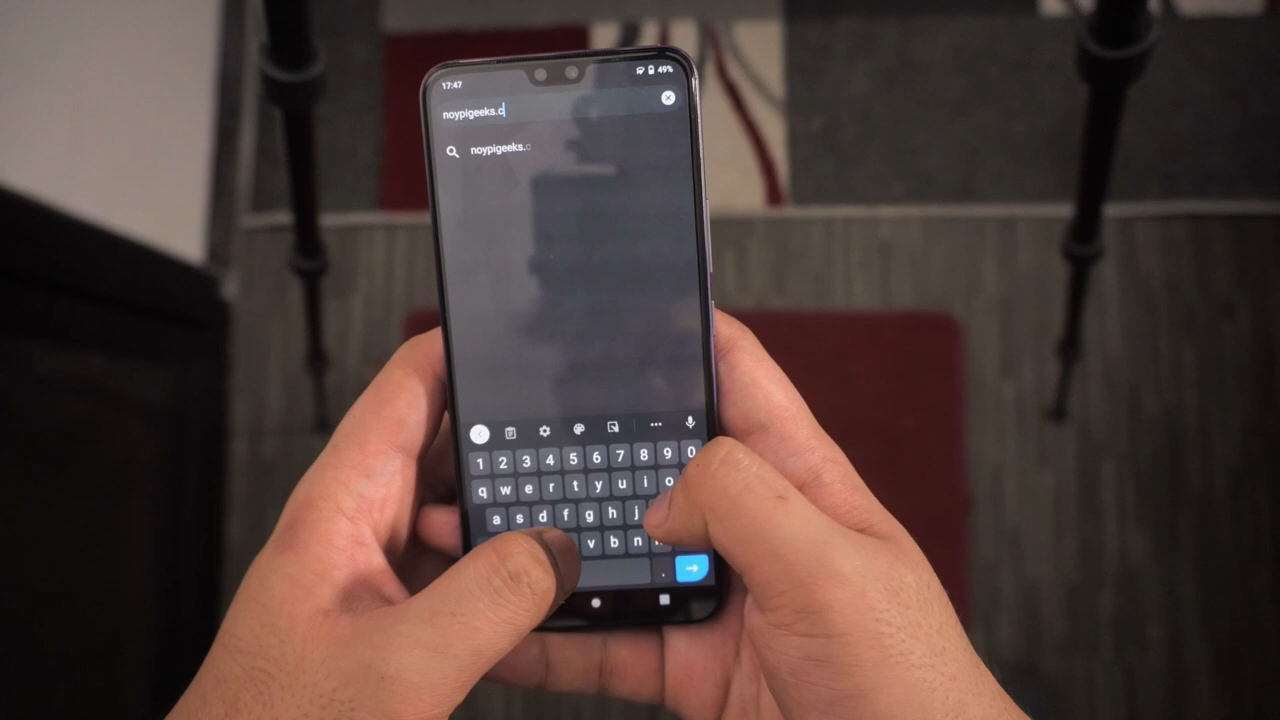 17:47
49%
noypigeeks.c
noypigeeks.c
1 2 3 4 5 6 7 8 9 0
q w e r t y u i o
a s d f g h j
v b n
.